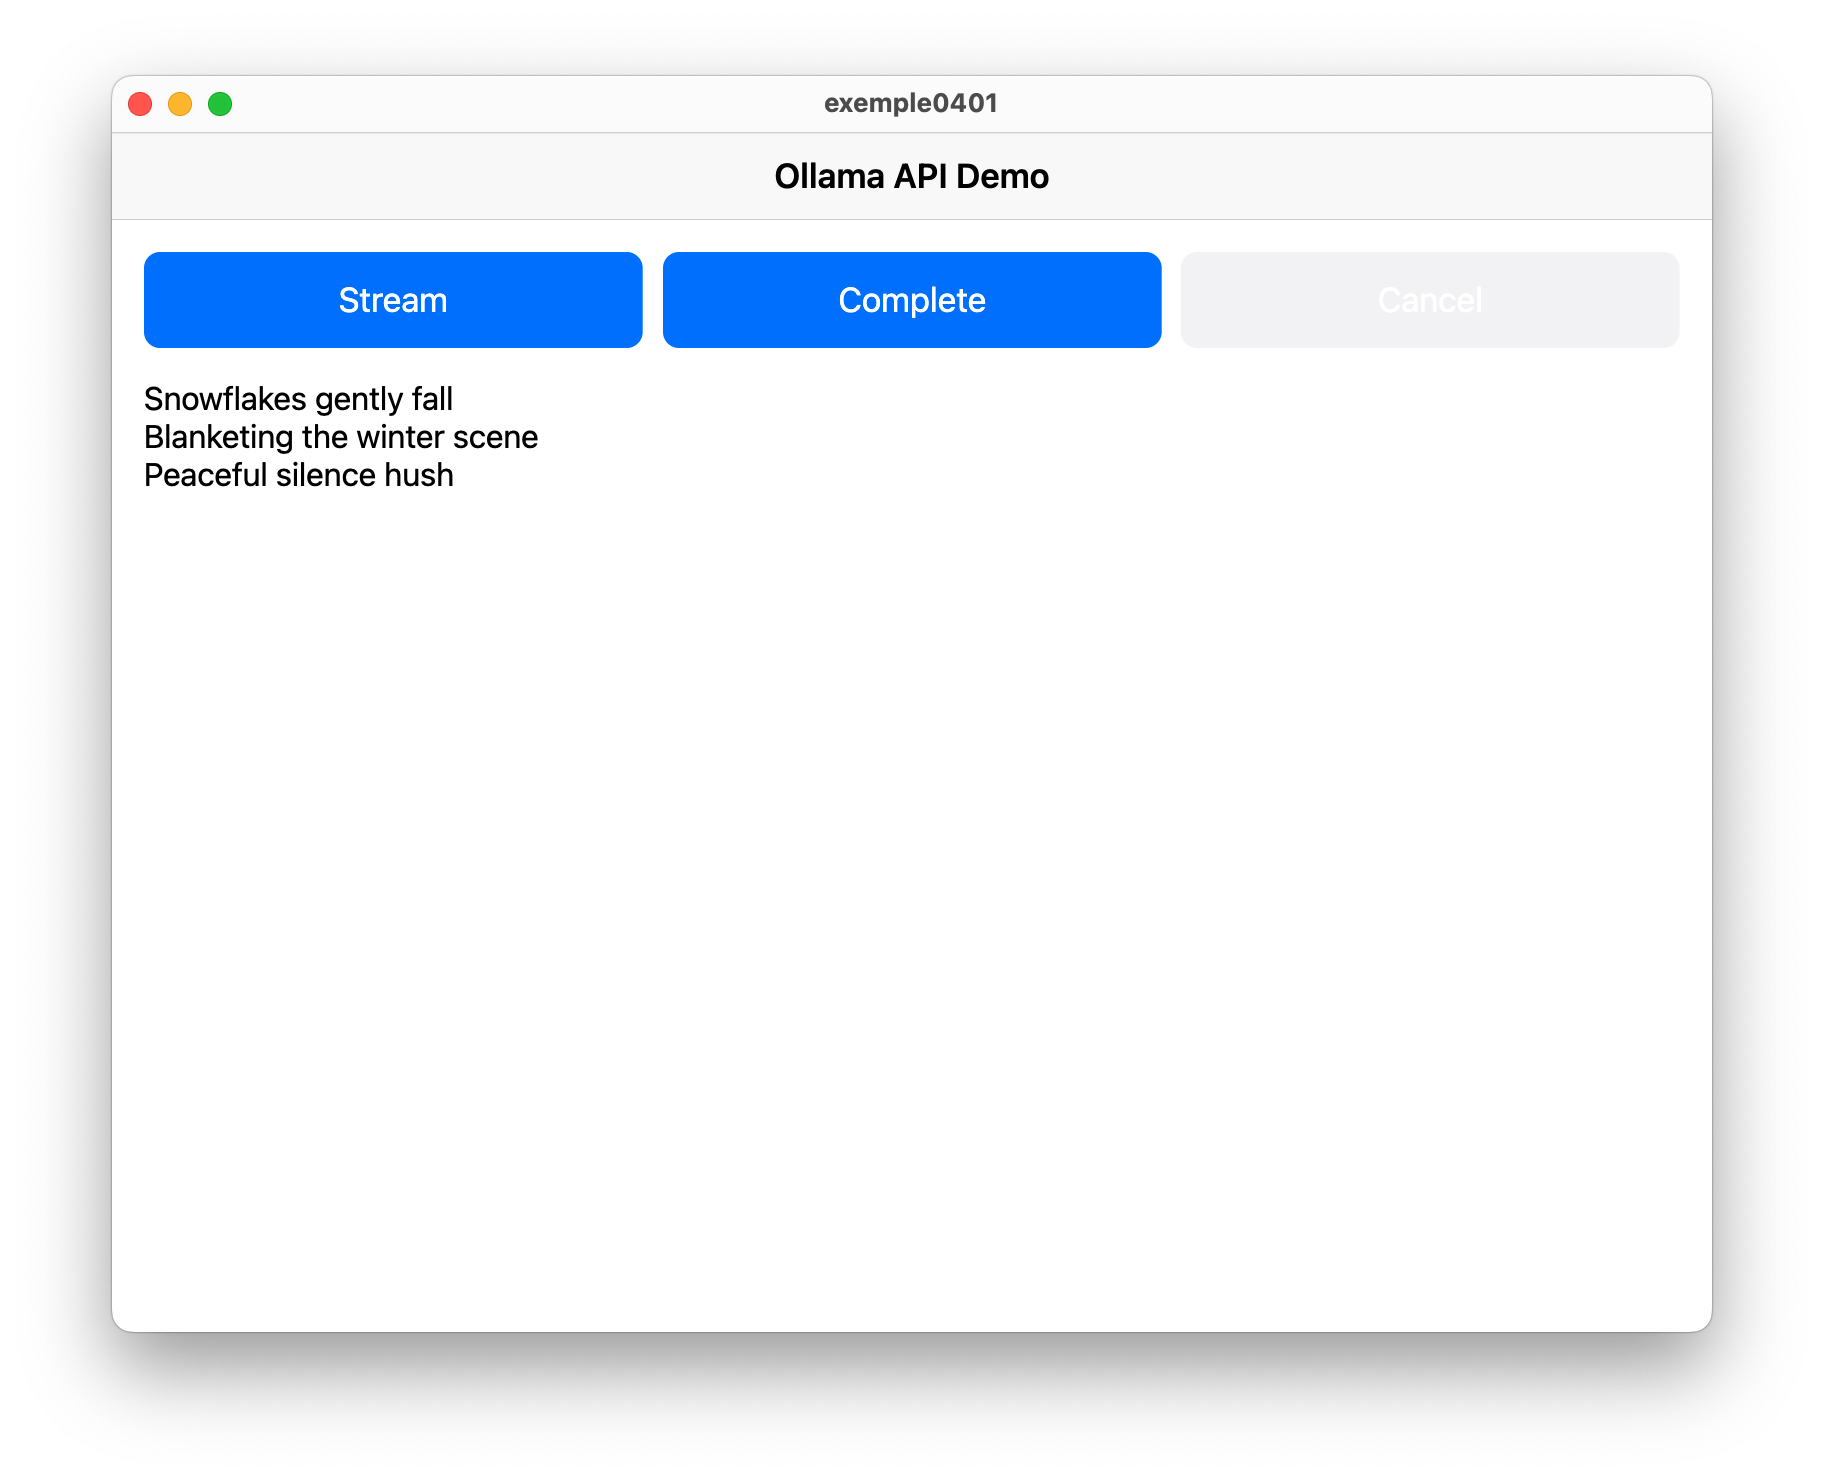 exemple0401
Ollama API Demo
Stream
Complete
Cancel
Snowflakes gently fall
Blanketing the winter scene
Peaceful silence hush